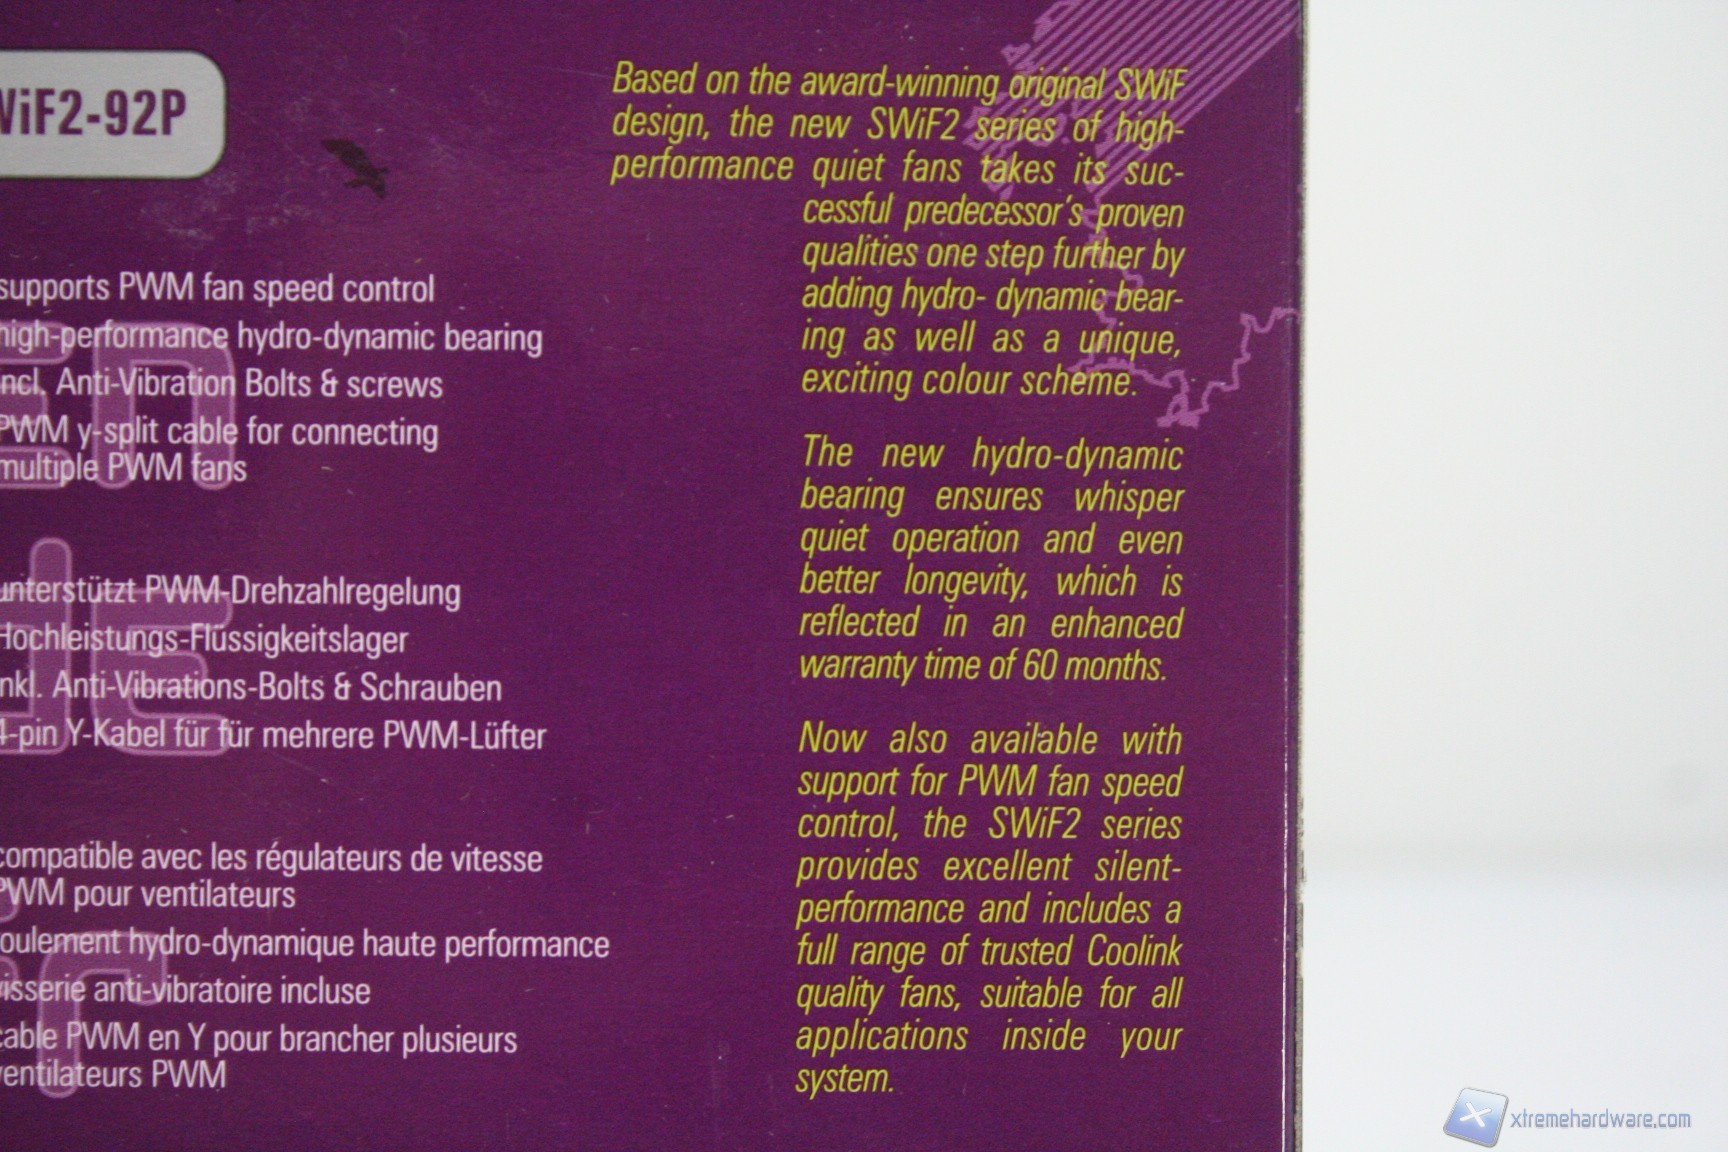 WiF2-92P
supports PWM fan speed control
high-performance hydro-dynamic bearing
incl. Anti-Vibration Bolts & screws
PWM y-split cable for connecting
multiple PWM fans
en
unterstützt PWM-Drehzahlregelung
Hochleistungs-Flüssigkeitslager
inkl. Anti-Vibrations-Bolts & Schrauben
4-pin Y-Kabel für für mehrere PWM-Lüfter
de
compatible avec les régulateurs de vitesse
PWM pour ventilateurs
roulement hydro-dynamique haute performance
visserie anti-vibratoire incluse
cable PWM en Y pour brancher plusieurs
ventilateurs PWM
fr
Based on the award-winning original SWiF
design, the new SWiF2 series of high-
performance quiet fans takes its suc-
cessful predecessor's proven
qualities one step further by
adding hydro- dynamic bear-
ing as well as a unique,
exciting colour scheme.
The new hydro-dynamic
bearing ensures whisper
quiet operation and even
better longevity, which is
reflected in an enhanced
warranty time of 60 months.
Now also available with
support for PWM fan speed
control, the SWiF2 series
provides excellent silent-
performance and includes a
full range of trusted Coolink
quality fans, suitable for all
applications inside your
system.
xtremehardware.com